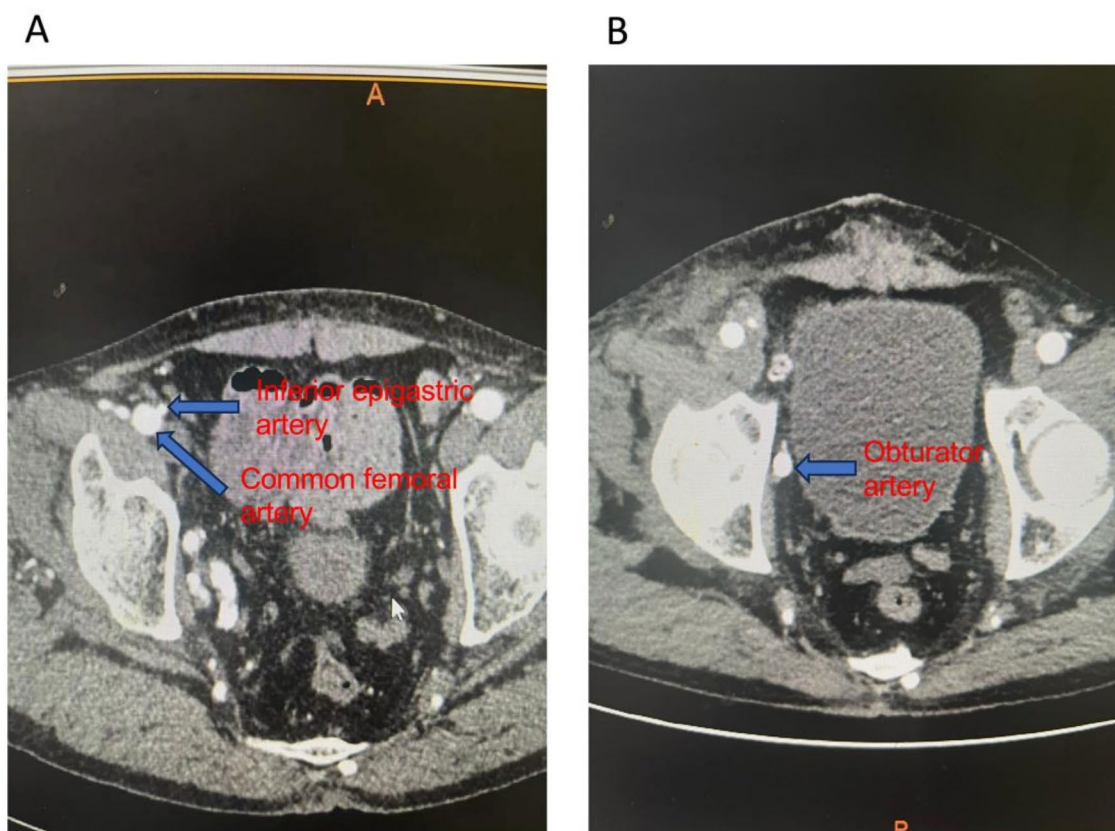 A
B
A
Inferior epigastric
artery
Common femoral
artery
Obturator
artery